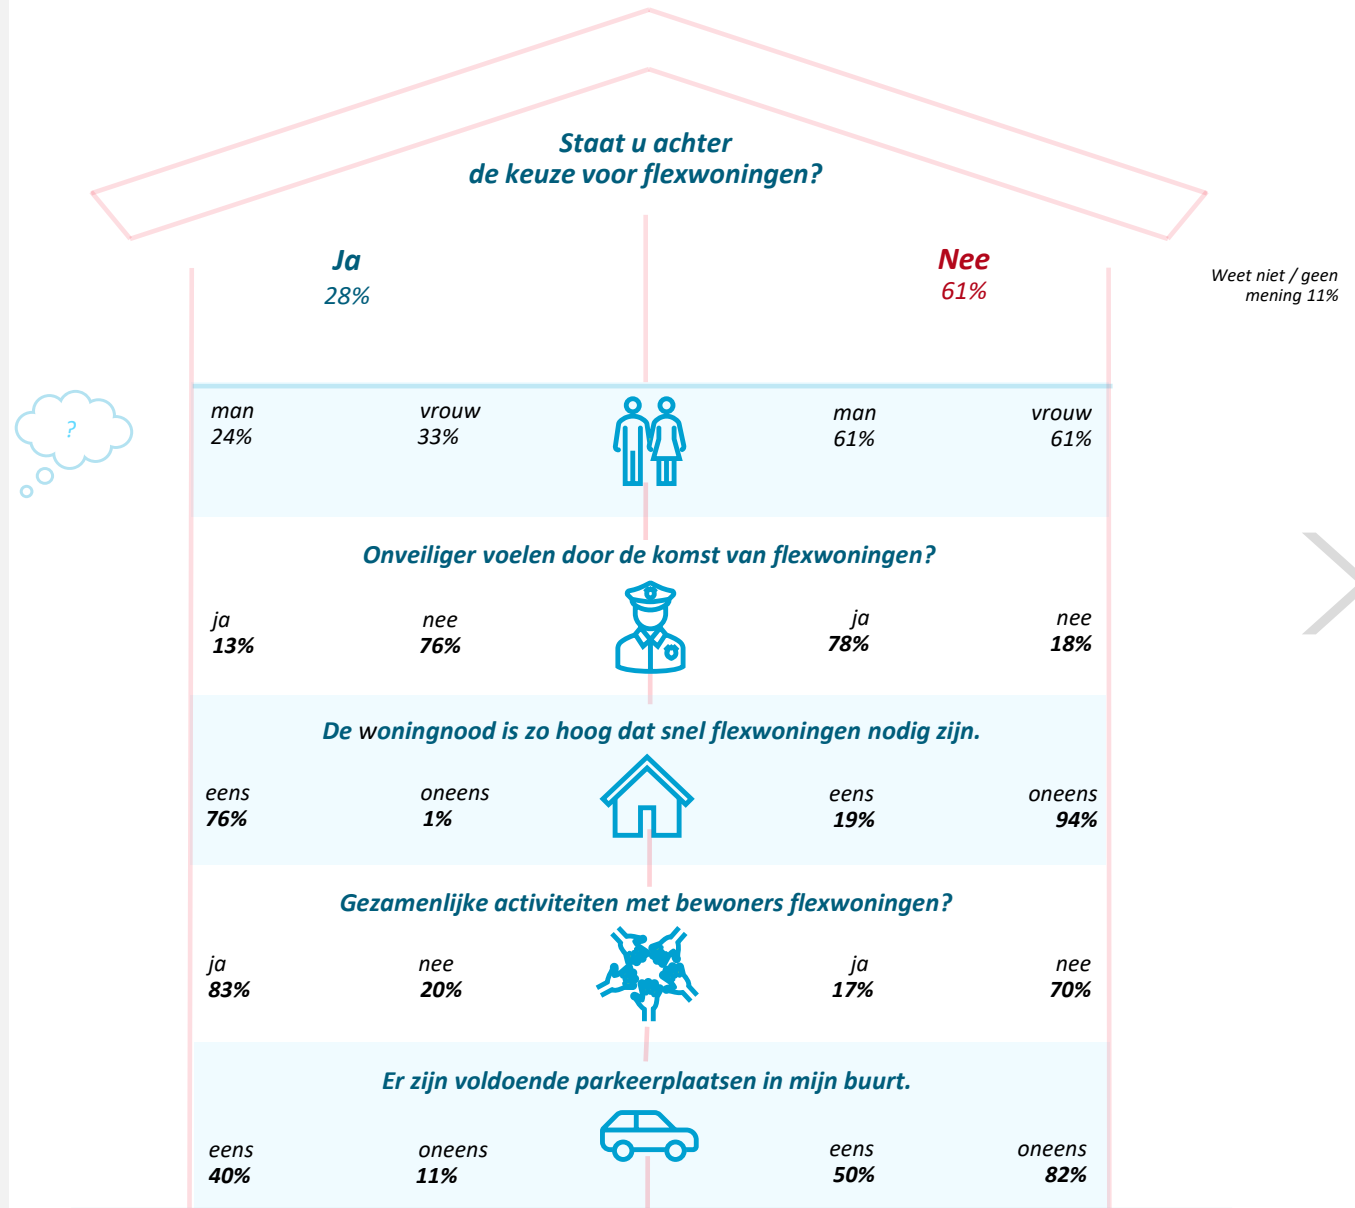 Staat u achter
de keuze voor flexwoningen?
Ja
28%
Nee
61%
Weet niet / geen
mening 11%
?
man
24%
vrouw
33%
man
61%
vrouw
61%
Onveiliger voelen door de komst van flexwoningen?
ja
13%
nee
76%
ja
78%
nee
18%
De woningnood is zo hoog dat snel flexwoningen nodig zijn.
eens
76%
oneens
1%
eens
19%
oneens
94%
Gezamenlijke activiteiten met bewoners flexwoningen?
ja
83%
nee
20%
ja
17%
nee
70%
Er zijn voldoende parkeerplaatsen in mijn buurt.
eens
40%
oneens
11%
eens
50%
oneens
82%